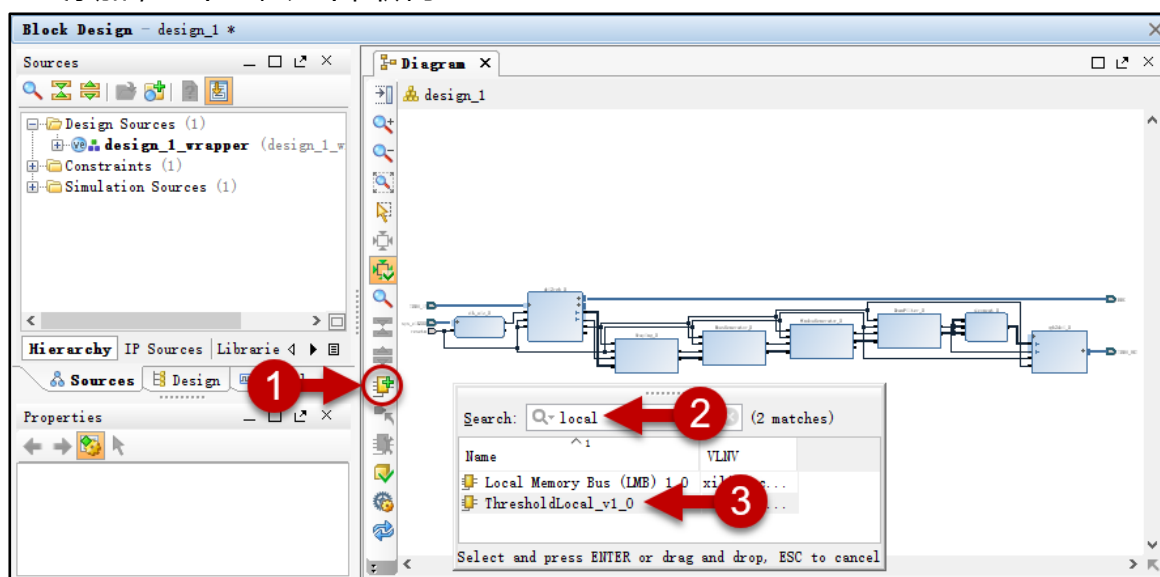 Block Design - design_1 *
Sources
Design Sources (1)
design_1_wrapper (design_1_w
Constraints (1)
Simulation Sources (1)
Hierarchy IP Sources Librarie
Sources Design
Properties
Diagram
design_1
1
Search: local (2 matches)
2
Name VLNV
Local Memory Bus (LMB) 1.0
ThresholdLocal_v1_0
3
Select and press ENTER or drag and drop, ESC to cancel